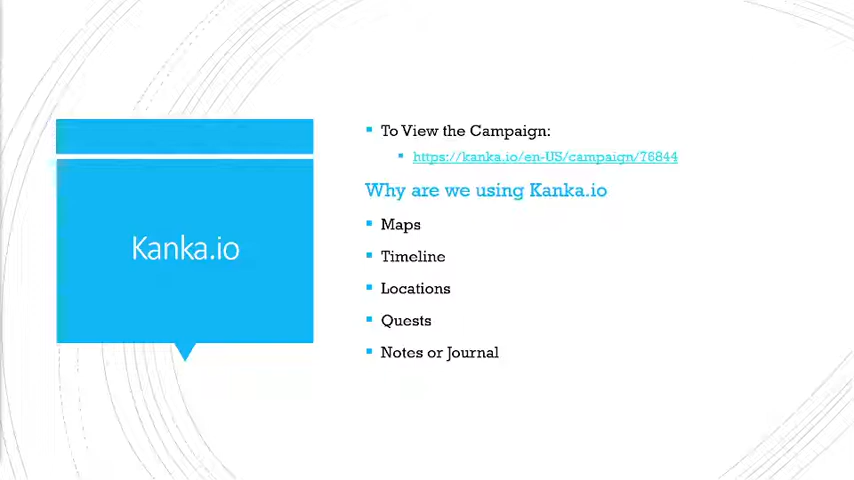 Kanka.io
To View the Campaign:
https://kanka.io/en-US/campaign/76844
Why are we using Kanka.io
Maps
Timeline
Locations
Quests
Notes or Journal